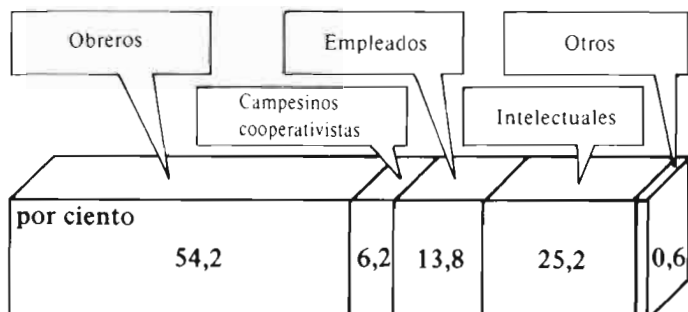 Obreros
Empleados
Otros
Campesinos
cooperativistas
Intelectuales
por ciento
54,2
6,2
13,8
25,2
0,6